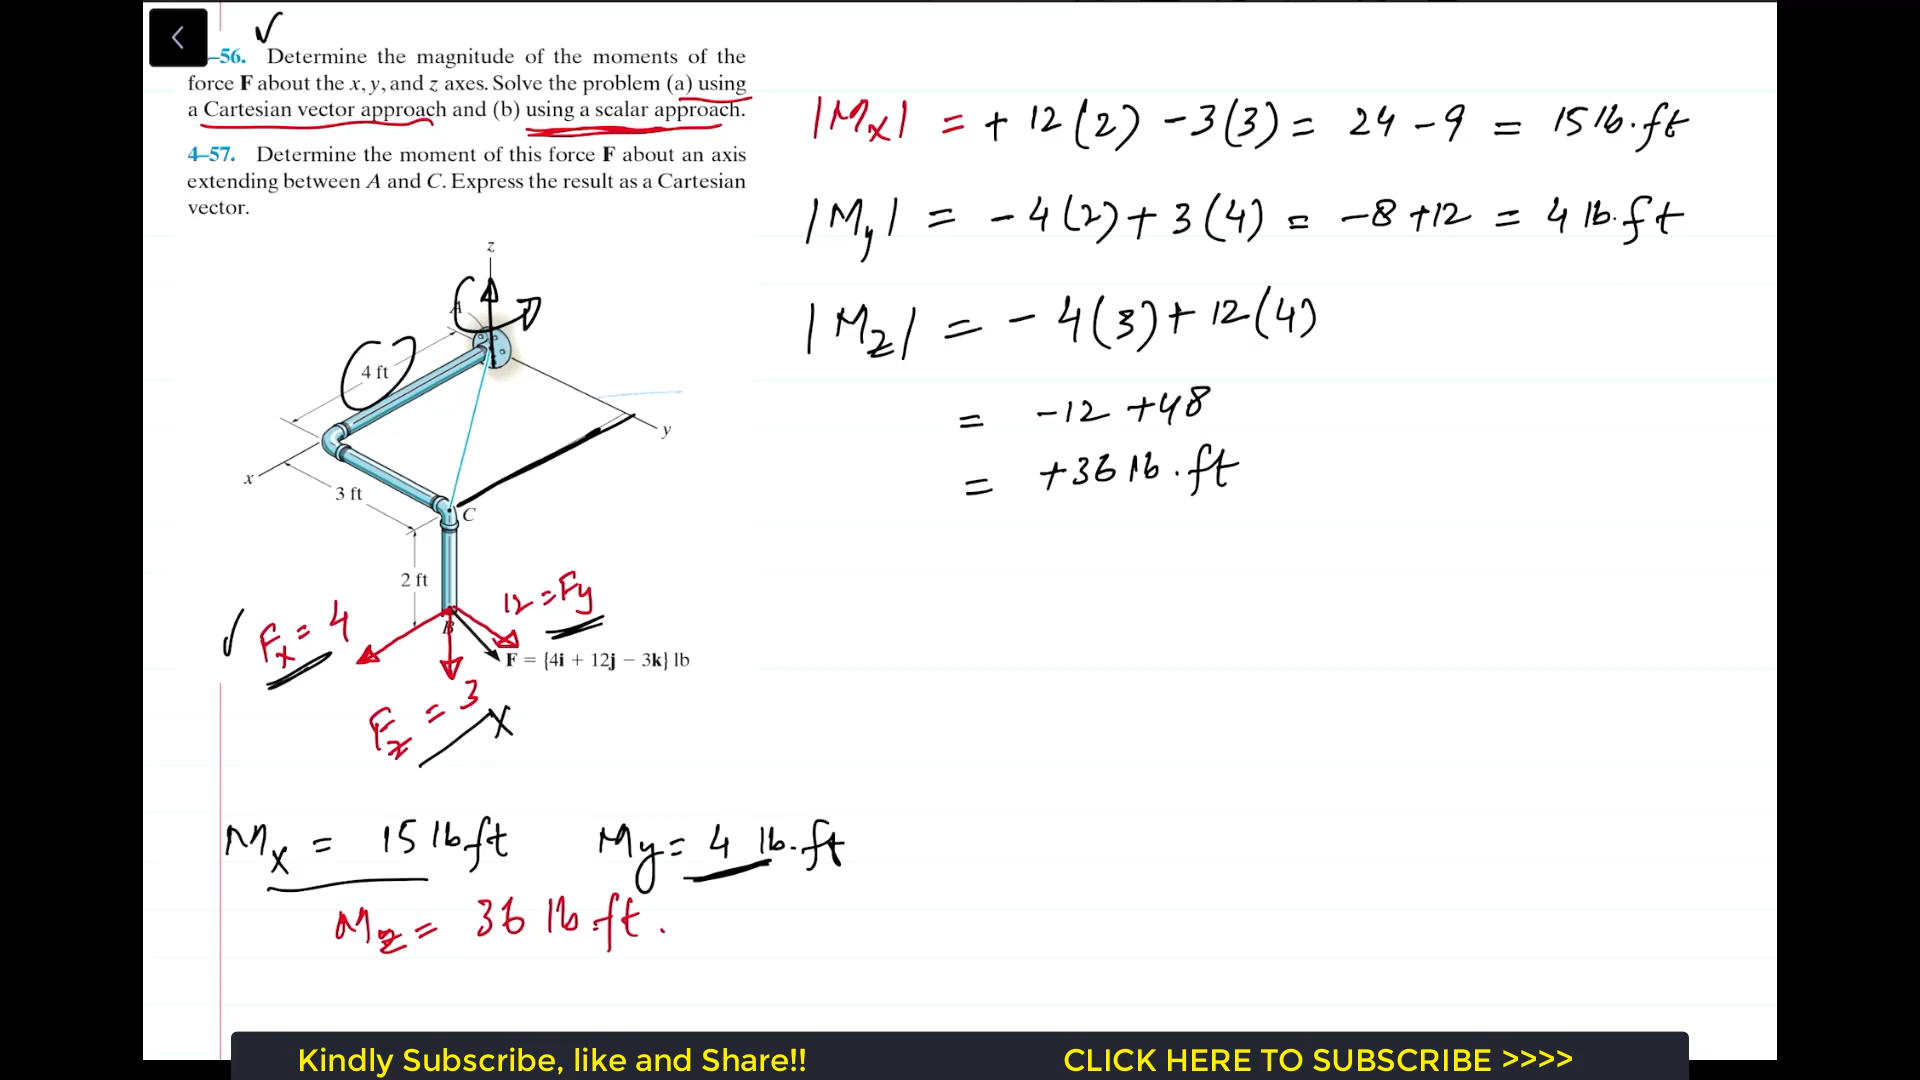 –56. Determine the magnitude of the moments of the
force F about the x, y, and z axes. Solve the problem (a) using
a Cartesian vector approach and (b) using a scalar approach.
4–57. Determine the moment of this force F about an axis
extending between A and C. Express the result as a Cartesian
vector.
z
A
4 ft
y
x
3 ft
C
2 ft
B
12 = Fy
Fx = 4
F = {4i + 12j − 3k} lb
Fz = 3
x
Mx = 15 lb ft
My = 4 lb.ft
Mz = 36 lb.ft.
|Mx| = + 12(2) - 3(3) = 24 - 9 = 15 lb.ft
|My| = - 4(2) + 3(4) = -8 + 12 = 4 lb.ft
|Mz| = - 4(3) + 12(4)
= -12 + 48
= +36 lb.ft
Kindly Subscribe, like and Share!!
CLICK HERE TO SUBSCRIBE >>>>